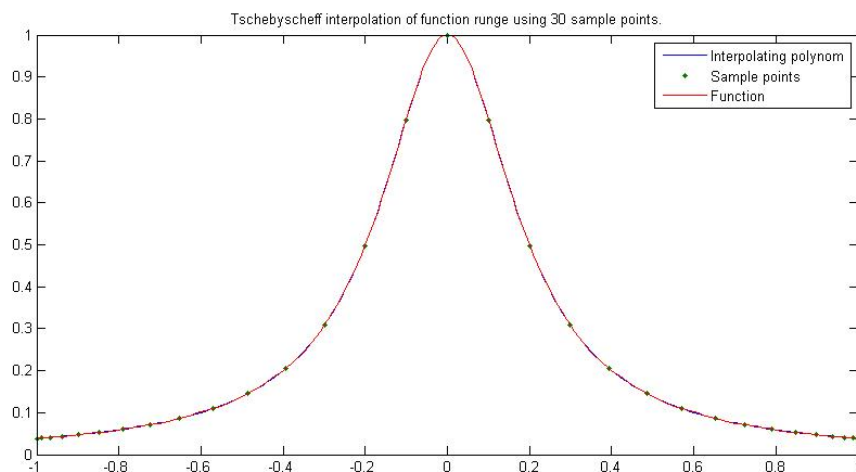 Tschebyscheff interpolation of function runge using 30 sample points.
Interpolating polynom
Sample points
Function
1
0.9
0.8
0.7
0.6
0.5
0.4
0.3
0.2
0.1
0
-1 -0.8 -0.6 -0.4 -0.2 0 0.2 0.4 0.6 0.8